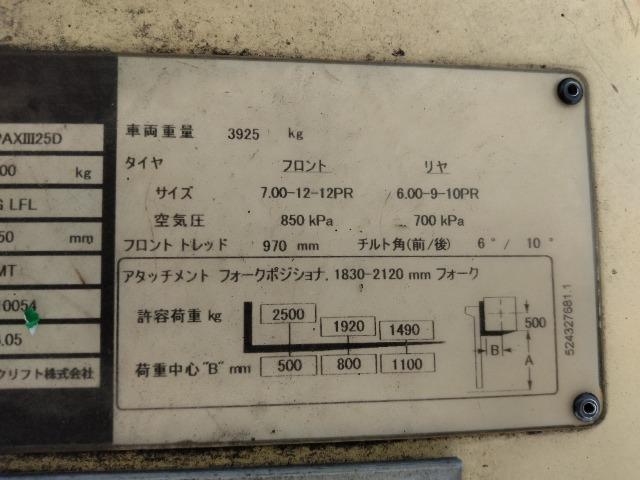 PAXⅢ25D
00 kg
G LFL
50 mm
MT
10054
.05
クリフト株式会社
車両重量 3925 kg
タイヤ フロント リヤ
サイズ 7.00-12-12PR 6.00-9-10PR
空気圧 850 kPa 700 kPa
フロント トレッド 970 mm チルト角(前/後) 6°/ 10°
アタッチメント フォークポジショナ, 1830-2120 mm フォーク
許容荷重 kg 2500 1920 1490
荷重中心 "B" mm 500 800 1100
500
B
A
524327681.1